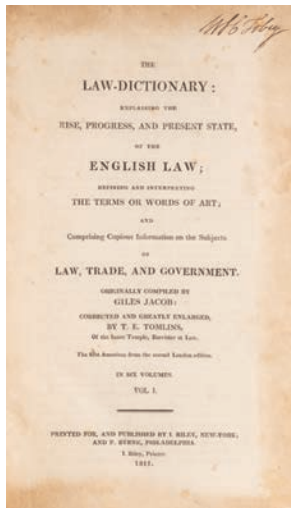 THE
LAW-DICTIONARY:
EXPLAINING THE
RISE, PROGRESS, AND PRESENT STATE,
OF THE
ENGLISH LAW;
DEFINING AND INTERPRETING
THE TERMS OR WORDS OF ART;
AND
Comprising Copious Information on the Subjects
OF
LAW, TRADE, AND GOVERNMENT.
ORIGINALLY COMPILED BY
GILES JACOB:
CORRECTED AND GREATLY ENLARGED,
BY T. E. TOMLINS,
Of the Inner Temple, Barrister at Law.
The first American from the second London edition.
IN SIX VOLUMES.
VOL. I.
PRINTED FOR, AND PUBLISHED BY I. RILEY, NEW-YORK;
AND P. BYRNE, PHILADELPHIA.
I. Riley, Printer.
1811.